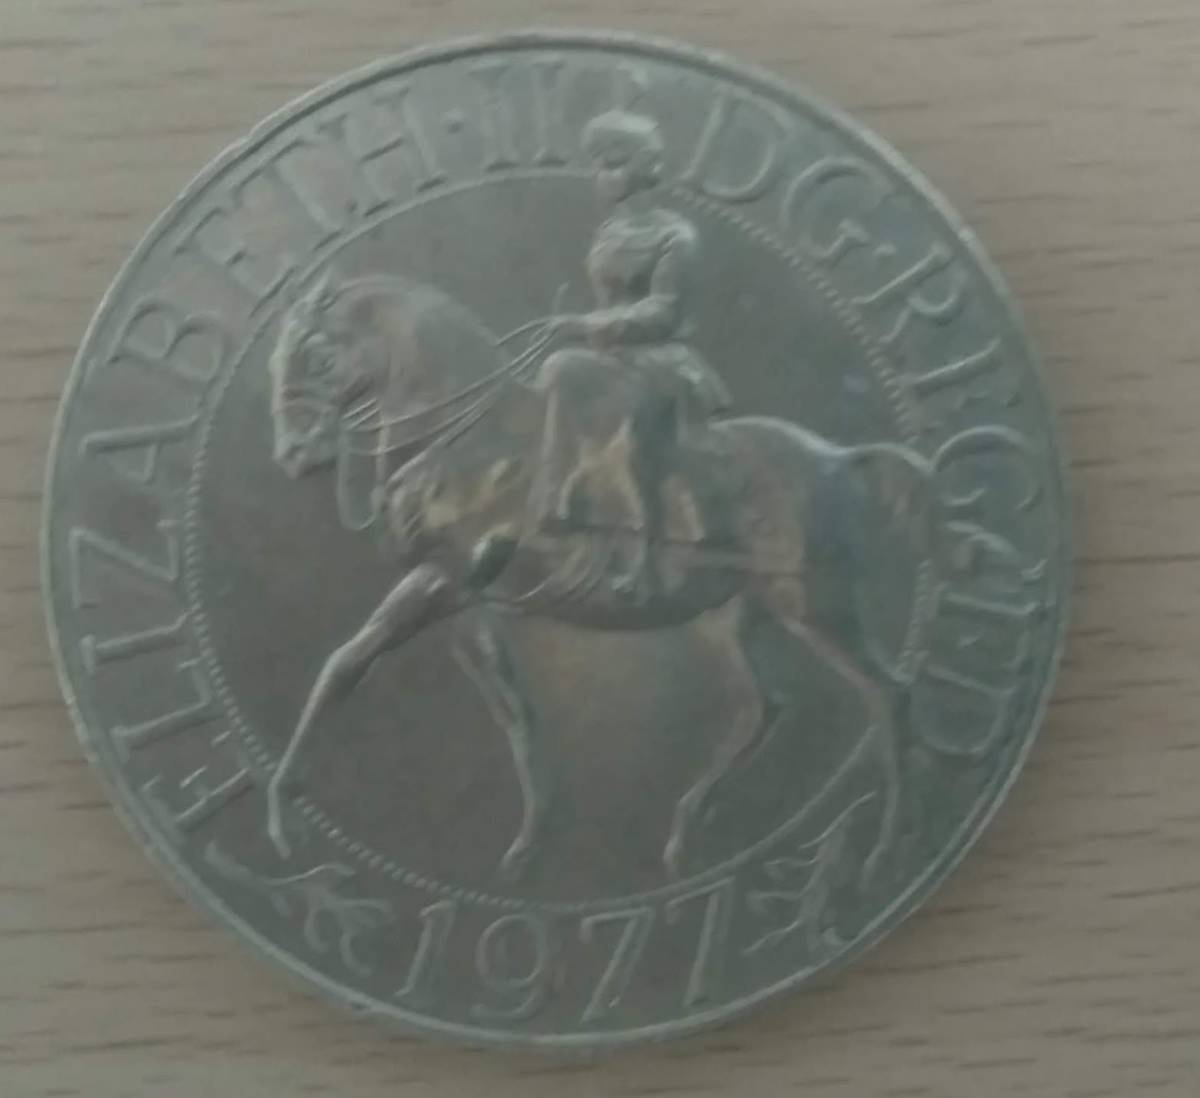 ELIZABETH·II DG·REG FD
1977